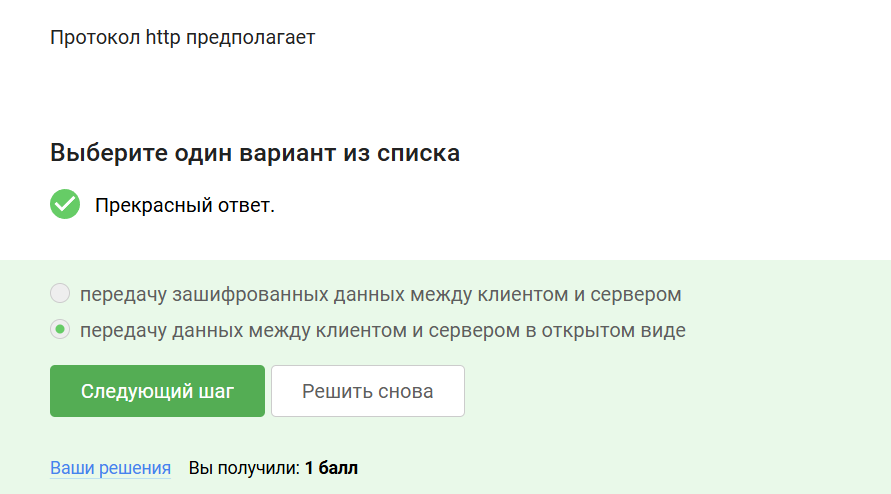 Протокол http предполагает
Выберите один вариант из списка
Прекрасный ответ.
передачу зашифрованных данных между клиентом и сервером
передачу данных между клиентом и сервером в открытом виде
Следующий шаг Решить снова
Ваши решения Вы получили: 1 балл